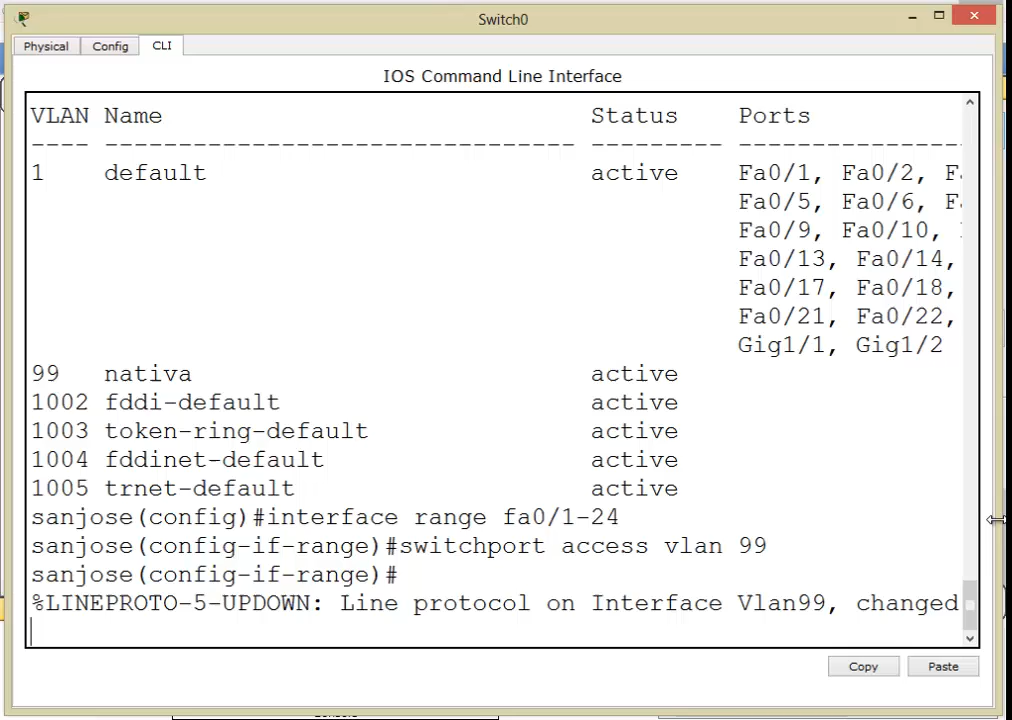 Switch0
Physical Config CLI
IOS Command Line Interface
VLAN Name Status Ports
---- -------------------------------- --------- ----------------
1 default active Fa0/1, Fa0/2, F
Fa0/5, Fa0/6, F
Fa0/9, Fa0/10,
Fa0/13, Fa0/14,
Fa0/17, Fa0/18,
Fa0/21, Fa0/22,
Gig1/1, Gig1/2
99 nativa active
1002 fddi-default active
1003 token-ring-default active
1004 fddinet-default active
1005 trnet-default active
sanjose(config)#interface range fa0/1-24
sanjose(config-if-range)#switchport access vlan 99
sanjose(config-if-range)#
%LINEPROTO-5-UPDOWN: Line protocol on Interface Vlan99, changed
Copy Paste